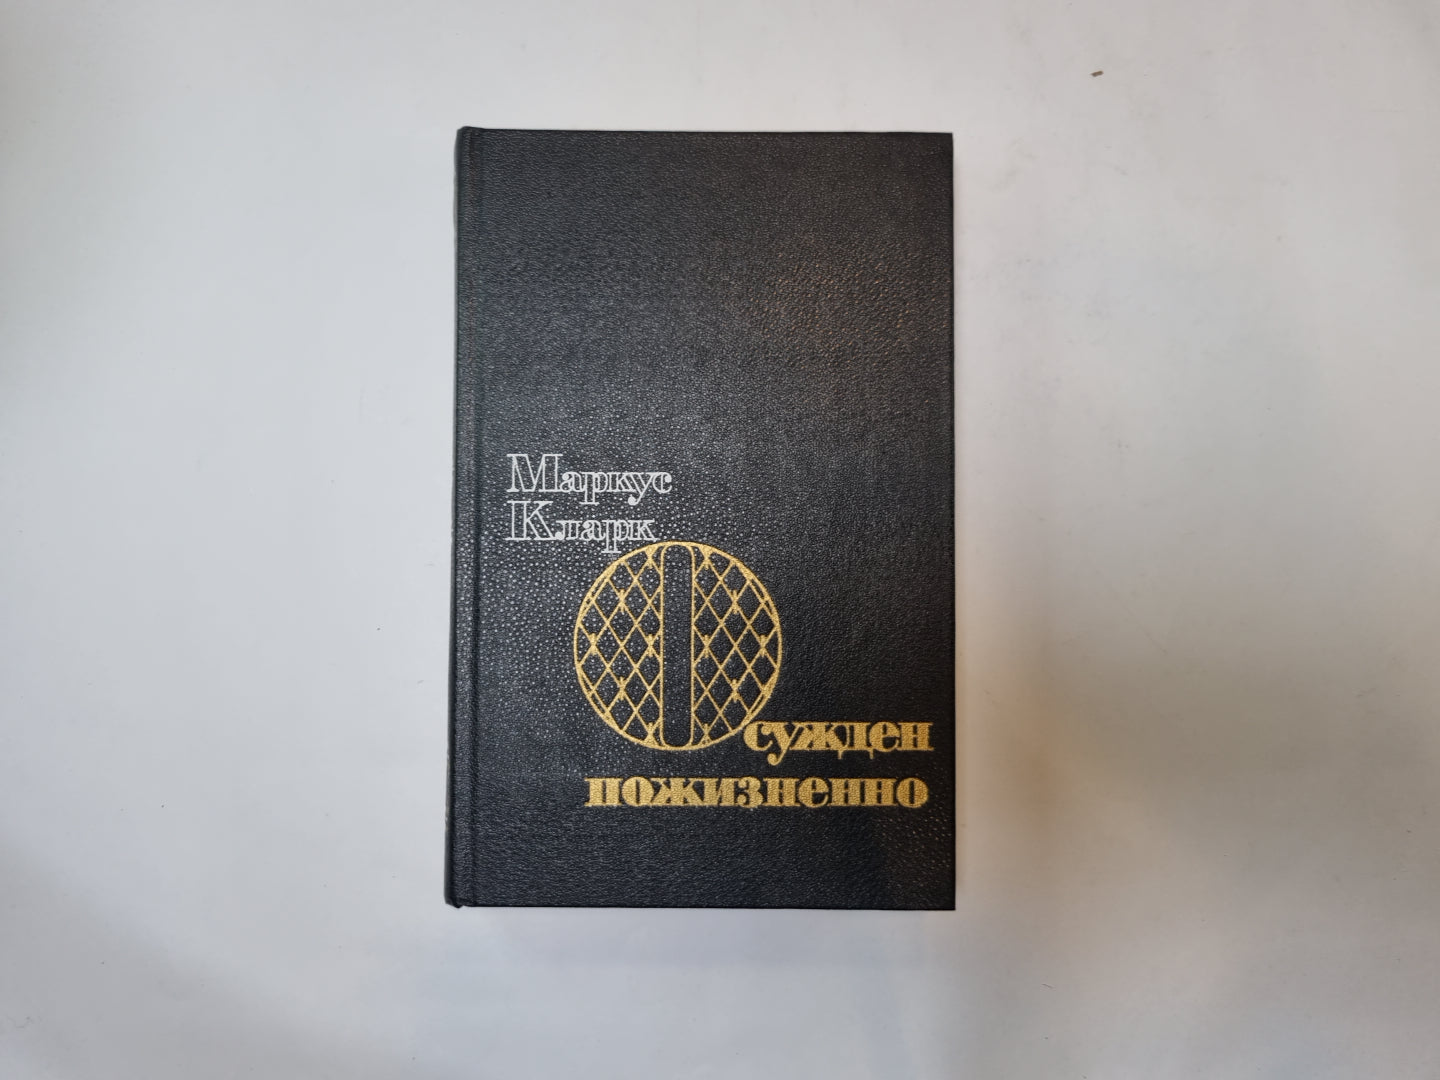 Маркус
Кларк
Осужден
пожизненно